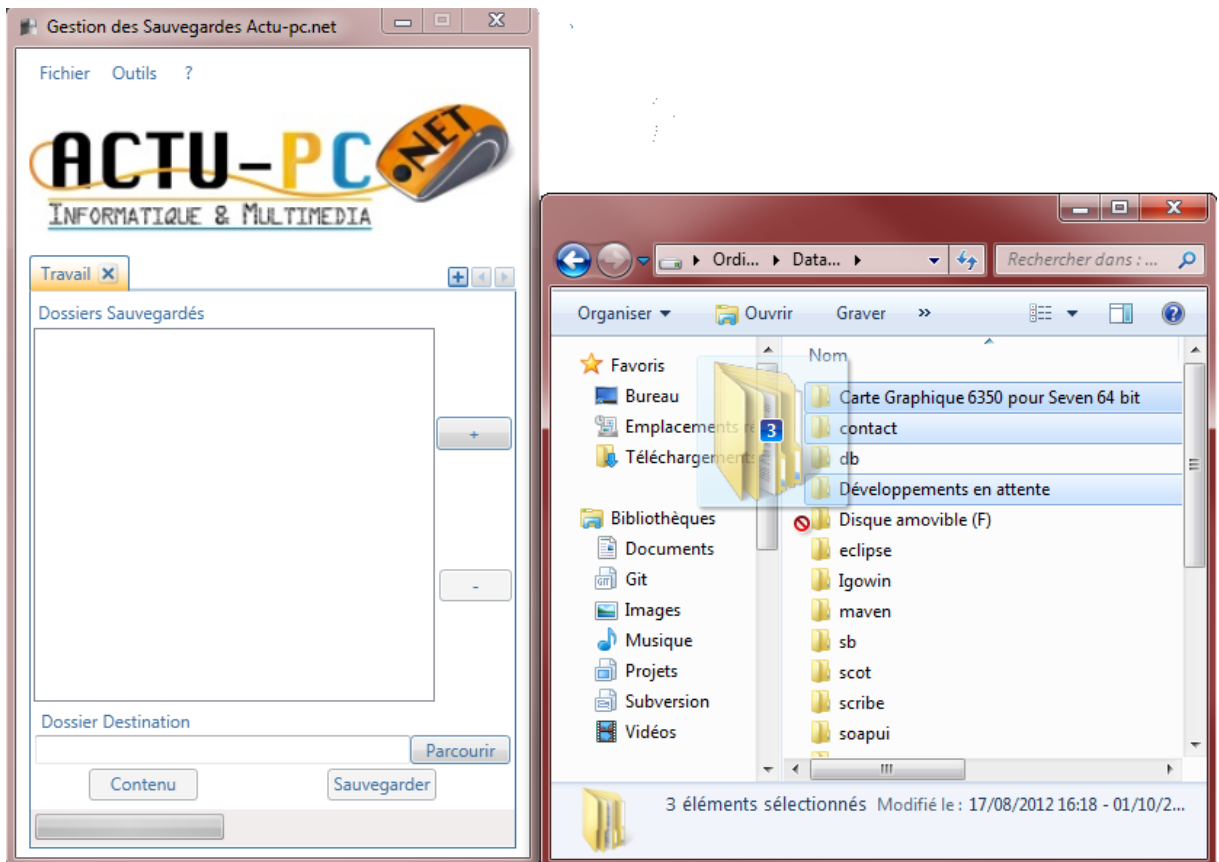 Gestion des Sauvegardes Actu-pc.net
Fichier Outils ?
ACTU-PC .NET
INFORMATIQUE & MULTIMEDIA
Travail
Dossiers Sauvegardés
+
-
Dossier Destination
Parcourir
Contenu Sauvegarder
Ordi... Data... Rechercher dans : ...
Organiser Ouvrir Graver »
Favoris
Bureau
Emplacements
Téléchargements
Bibliothèques
Documents
Git
Images
Musique
Projets
Subversion
Vidéos
Nom
3
Carte Graphique 6350 pour Seven 64 bit
contact
db
Développements en attente
Disque amovible (F)
eclipse
Igowin
maven
sb
scot
scribe
soapui
3 éléments sélectionnés Modifié le : 17/08/2012 16:18 - 01/10/2...